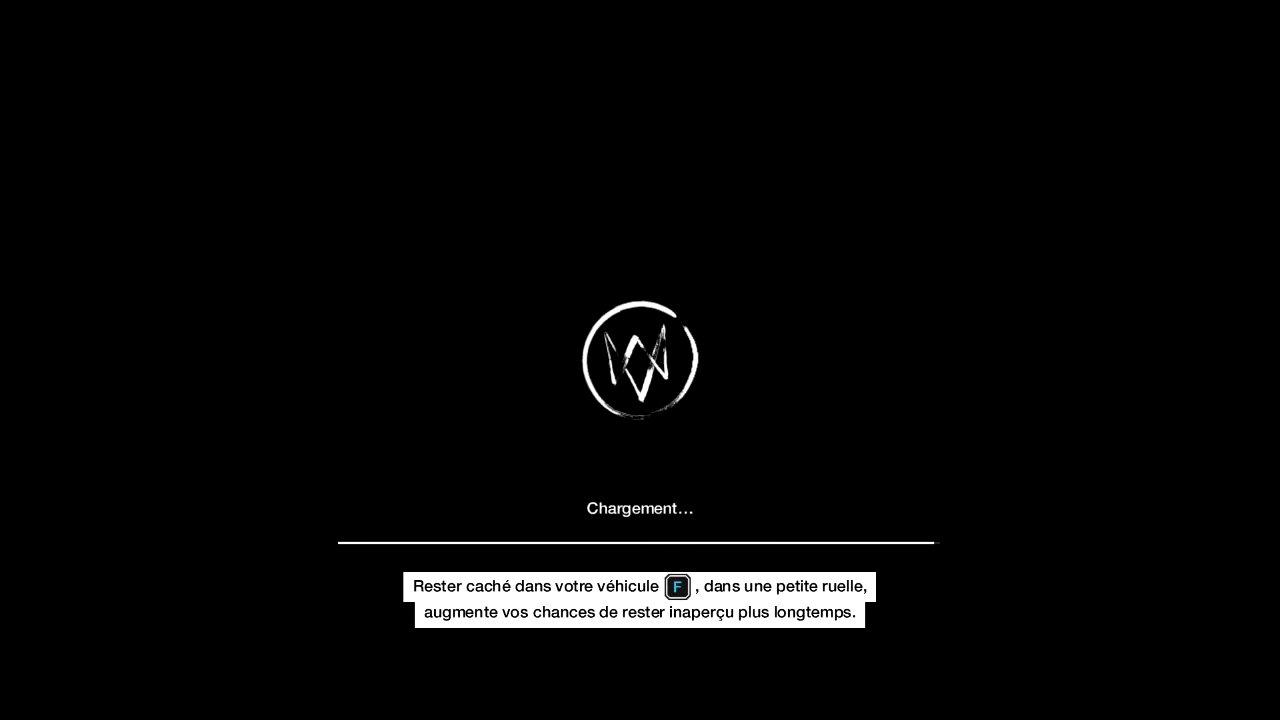 Chargement...
Rester caché dans votre véhicule F , dans une petite ruelle,
augmente vos chances de rester inaperçu plus longtemps.